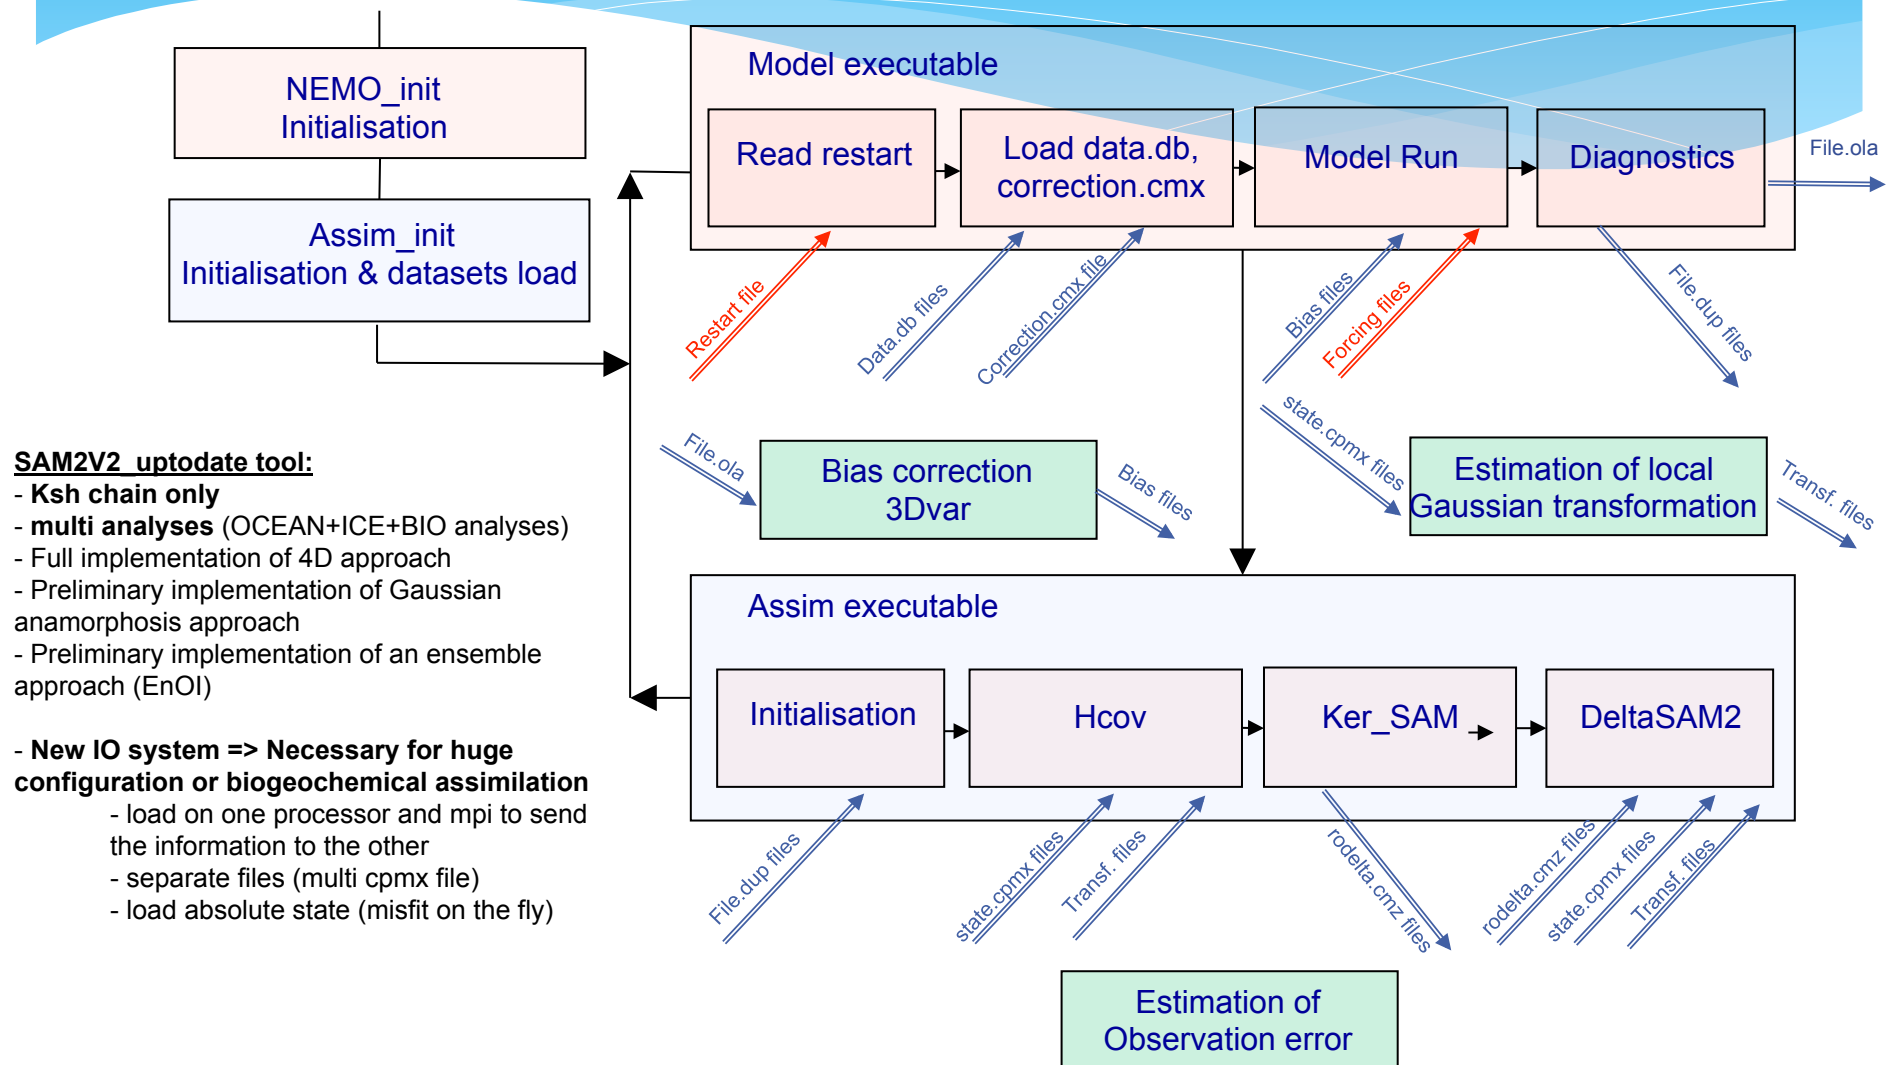 NEMO_init
Initialisation
Assim_init
Initialisation & datasets load
Model executable
Read restart
Load data.db,
correction.cmx
Model Run
Diagnostics
File.ola
Restart file
Data.db files
Correction.cmx file
Bias files
Forcing files
File.dup files
state.cpmx files
File.ola
Bias correction
3Dvar
Bias files
Estimation of local
Gaussian transformation
Transf. files
SAM2V2_uptodate tool:
- Ksh chain only
- multi analyses (OCEAN+ICE+BIO analyses)
- Full implementation of 4D approach
- Preliminary implementation of Gaussian
anamorphosis approach
- Preliminary implementation of an ensemble
approach (EnOI)
- New IO system => Necessary for huge
configuration or biogeochemical assimilation
- load on one processor and mpi to send
the information to the other
- separate files (multi cpmx file)
- load absolute state (misfit on the fly)
Assim executable
Initialisation
Hcov
Ker_SAM
DeltaSAM2
File.dup files
state.cpmx files
Transf. files
rodelta.cmz files
rodelta.cmz files
state.cpmx files
Transf. files
Estimation of
Observation error